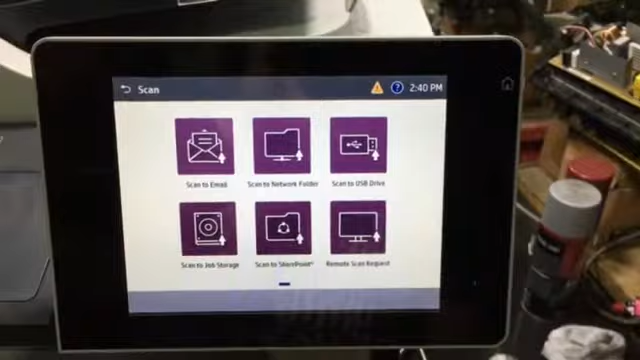 Scan
? 2:40 PM
Scan to Email
Scan to Network Folder
Scan to USB Drive
Scan to Job Storage
Scan to SharePoint®
Remote Scan Request